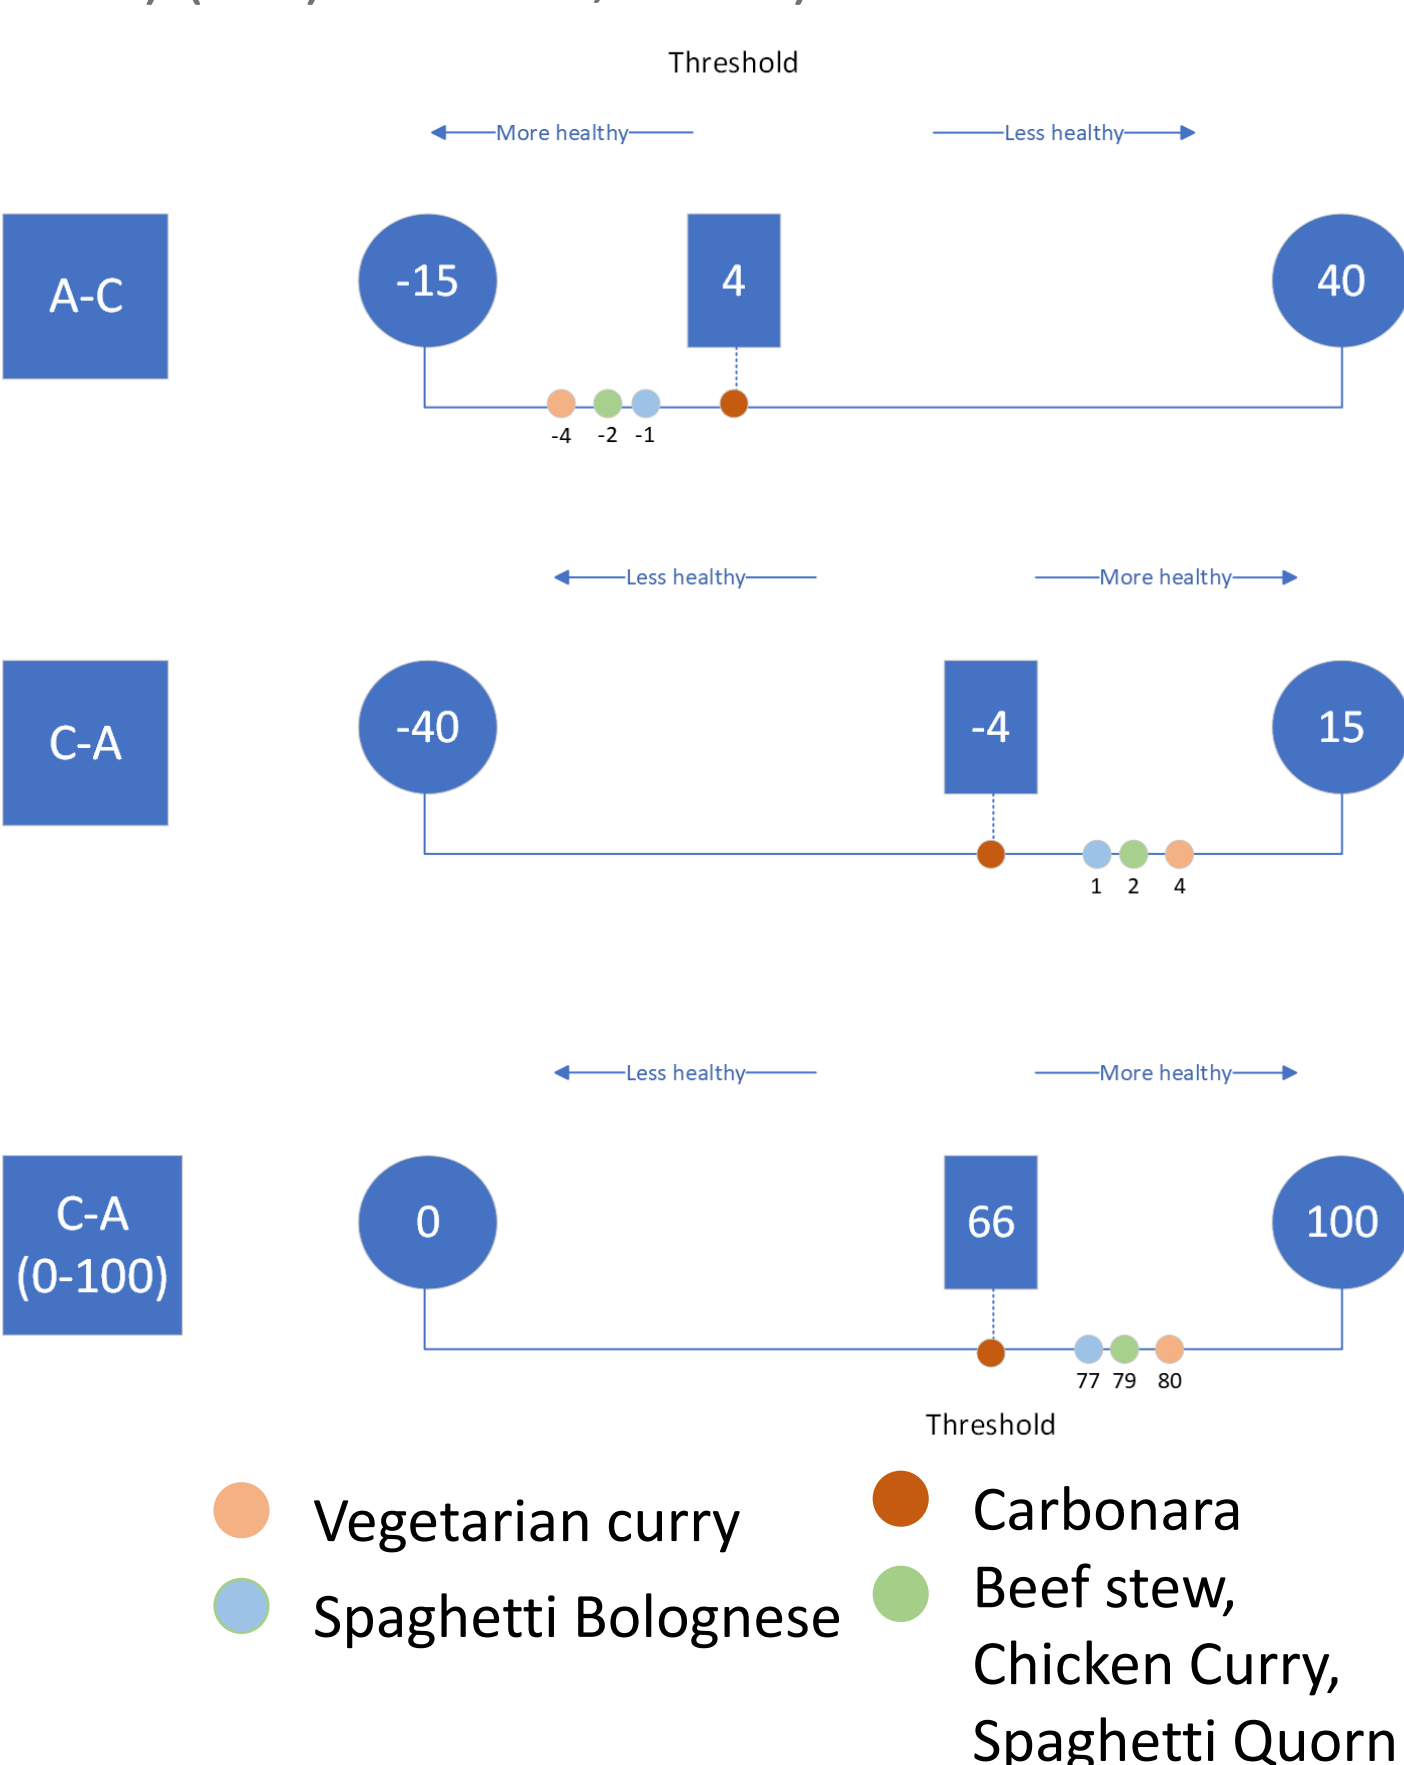 Threshold
More healthy
Less healthy
A-C
-15
4
40
-4
-2
-1
Less healthy
More healthy
C-A
-40
-4
15
1
2
4
Less healthy
More healthy
C-A
(0-100)
0
66
100
77
79
80
Threshold
Vegetarian curry
Spaghetti Bolognese
Carbonara
Beef stew,
Chicken Curry,
Spaghetti Quorn